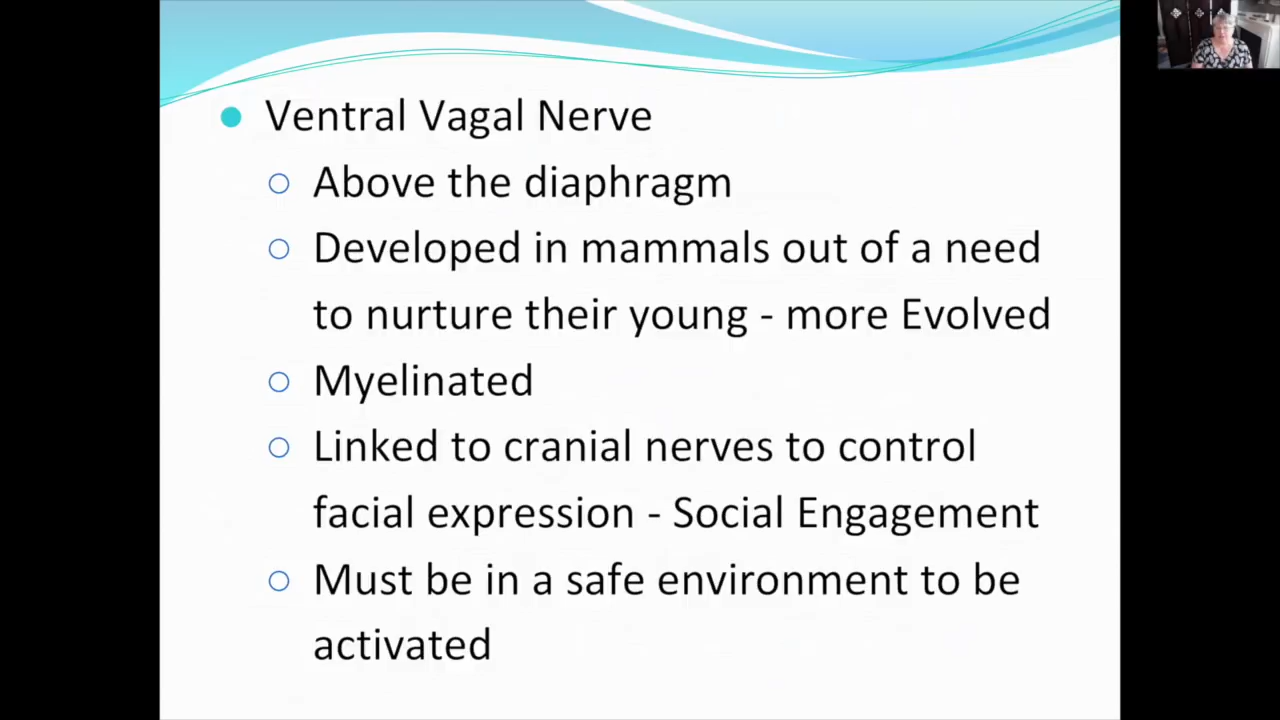 Ventral Vagal Nerve
Above the diaphragm
Developed in mammals out of a need
to nurture their young - more Evolved
Myelinated
Linked to cranial nerves to control
facial expression - Social Engagement
Must be in a safe environment to be
activated